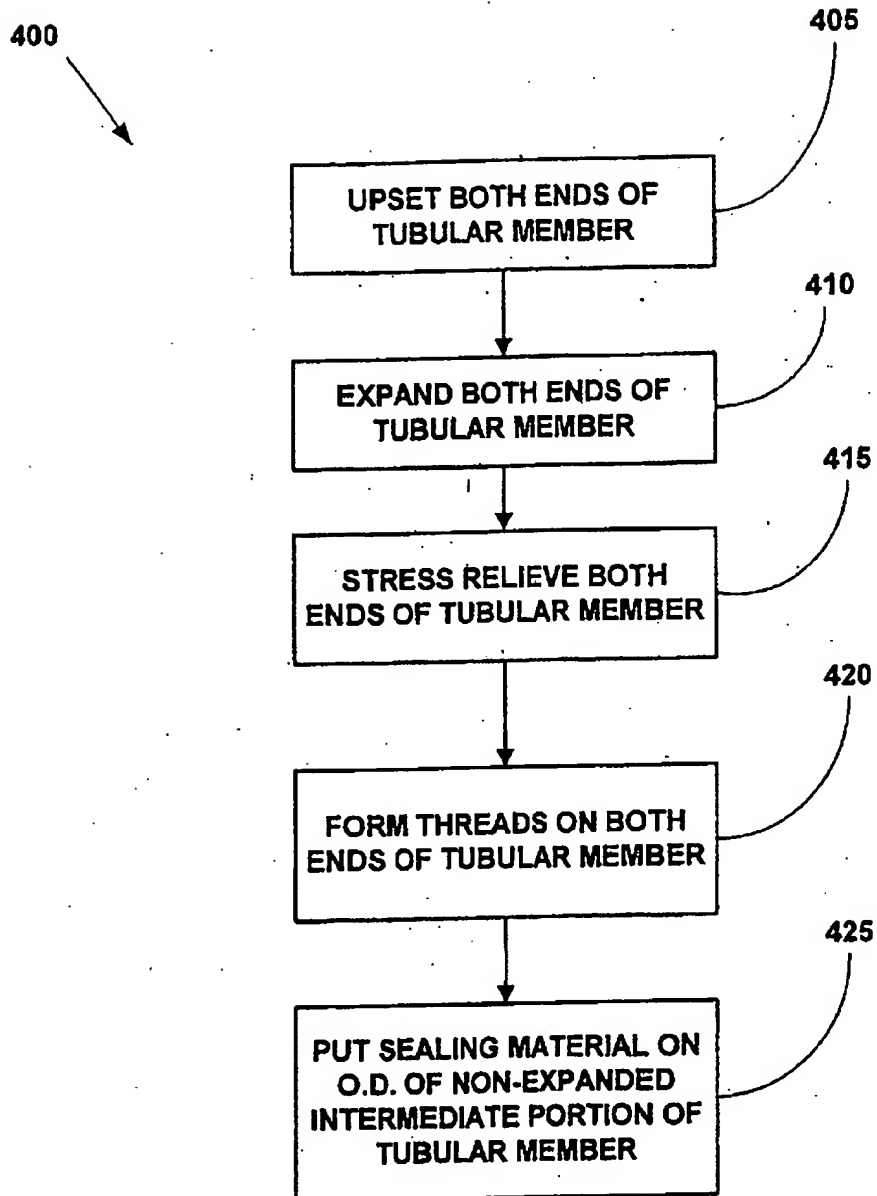 400
405
UPSET BOTH ENDS OF
TUBULAR MEMBER
410
EXPAND BOTH ENDS OF
TUBULAR MEMBER
415
STRESS RELIEVE BOTH
ENDS OF TUBULAR MEMBER
420
FORM THREADS ON BOTH
ENDS OF TUBULAR MEMBER
425
PUT SEALING MATERIAL ON
O.D. OF NON-EXPANDED
INTERMEDIATE PORTION OF
TUBULAR MEMBER